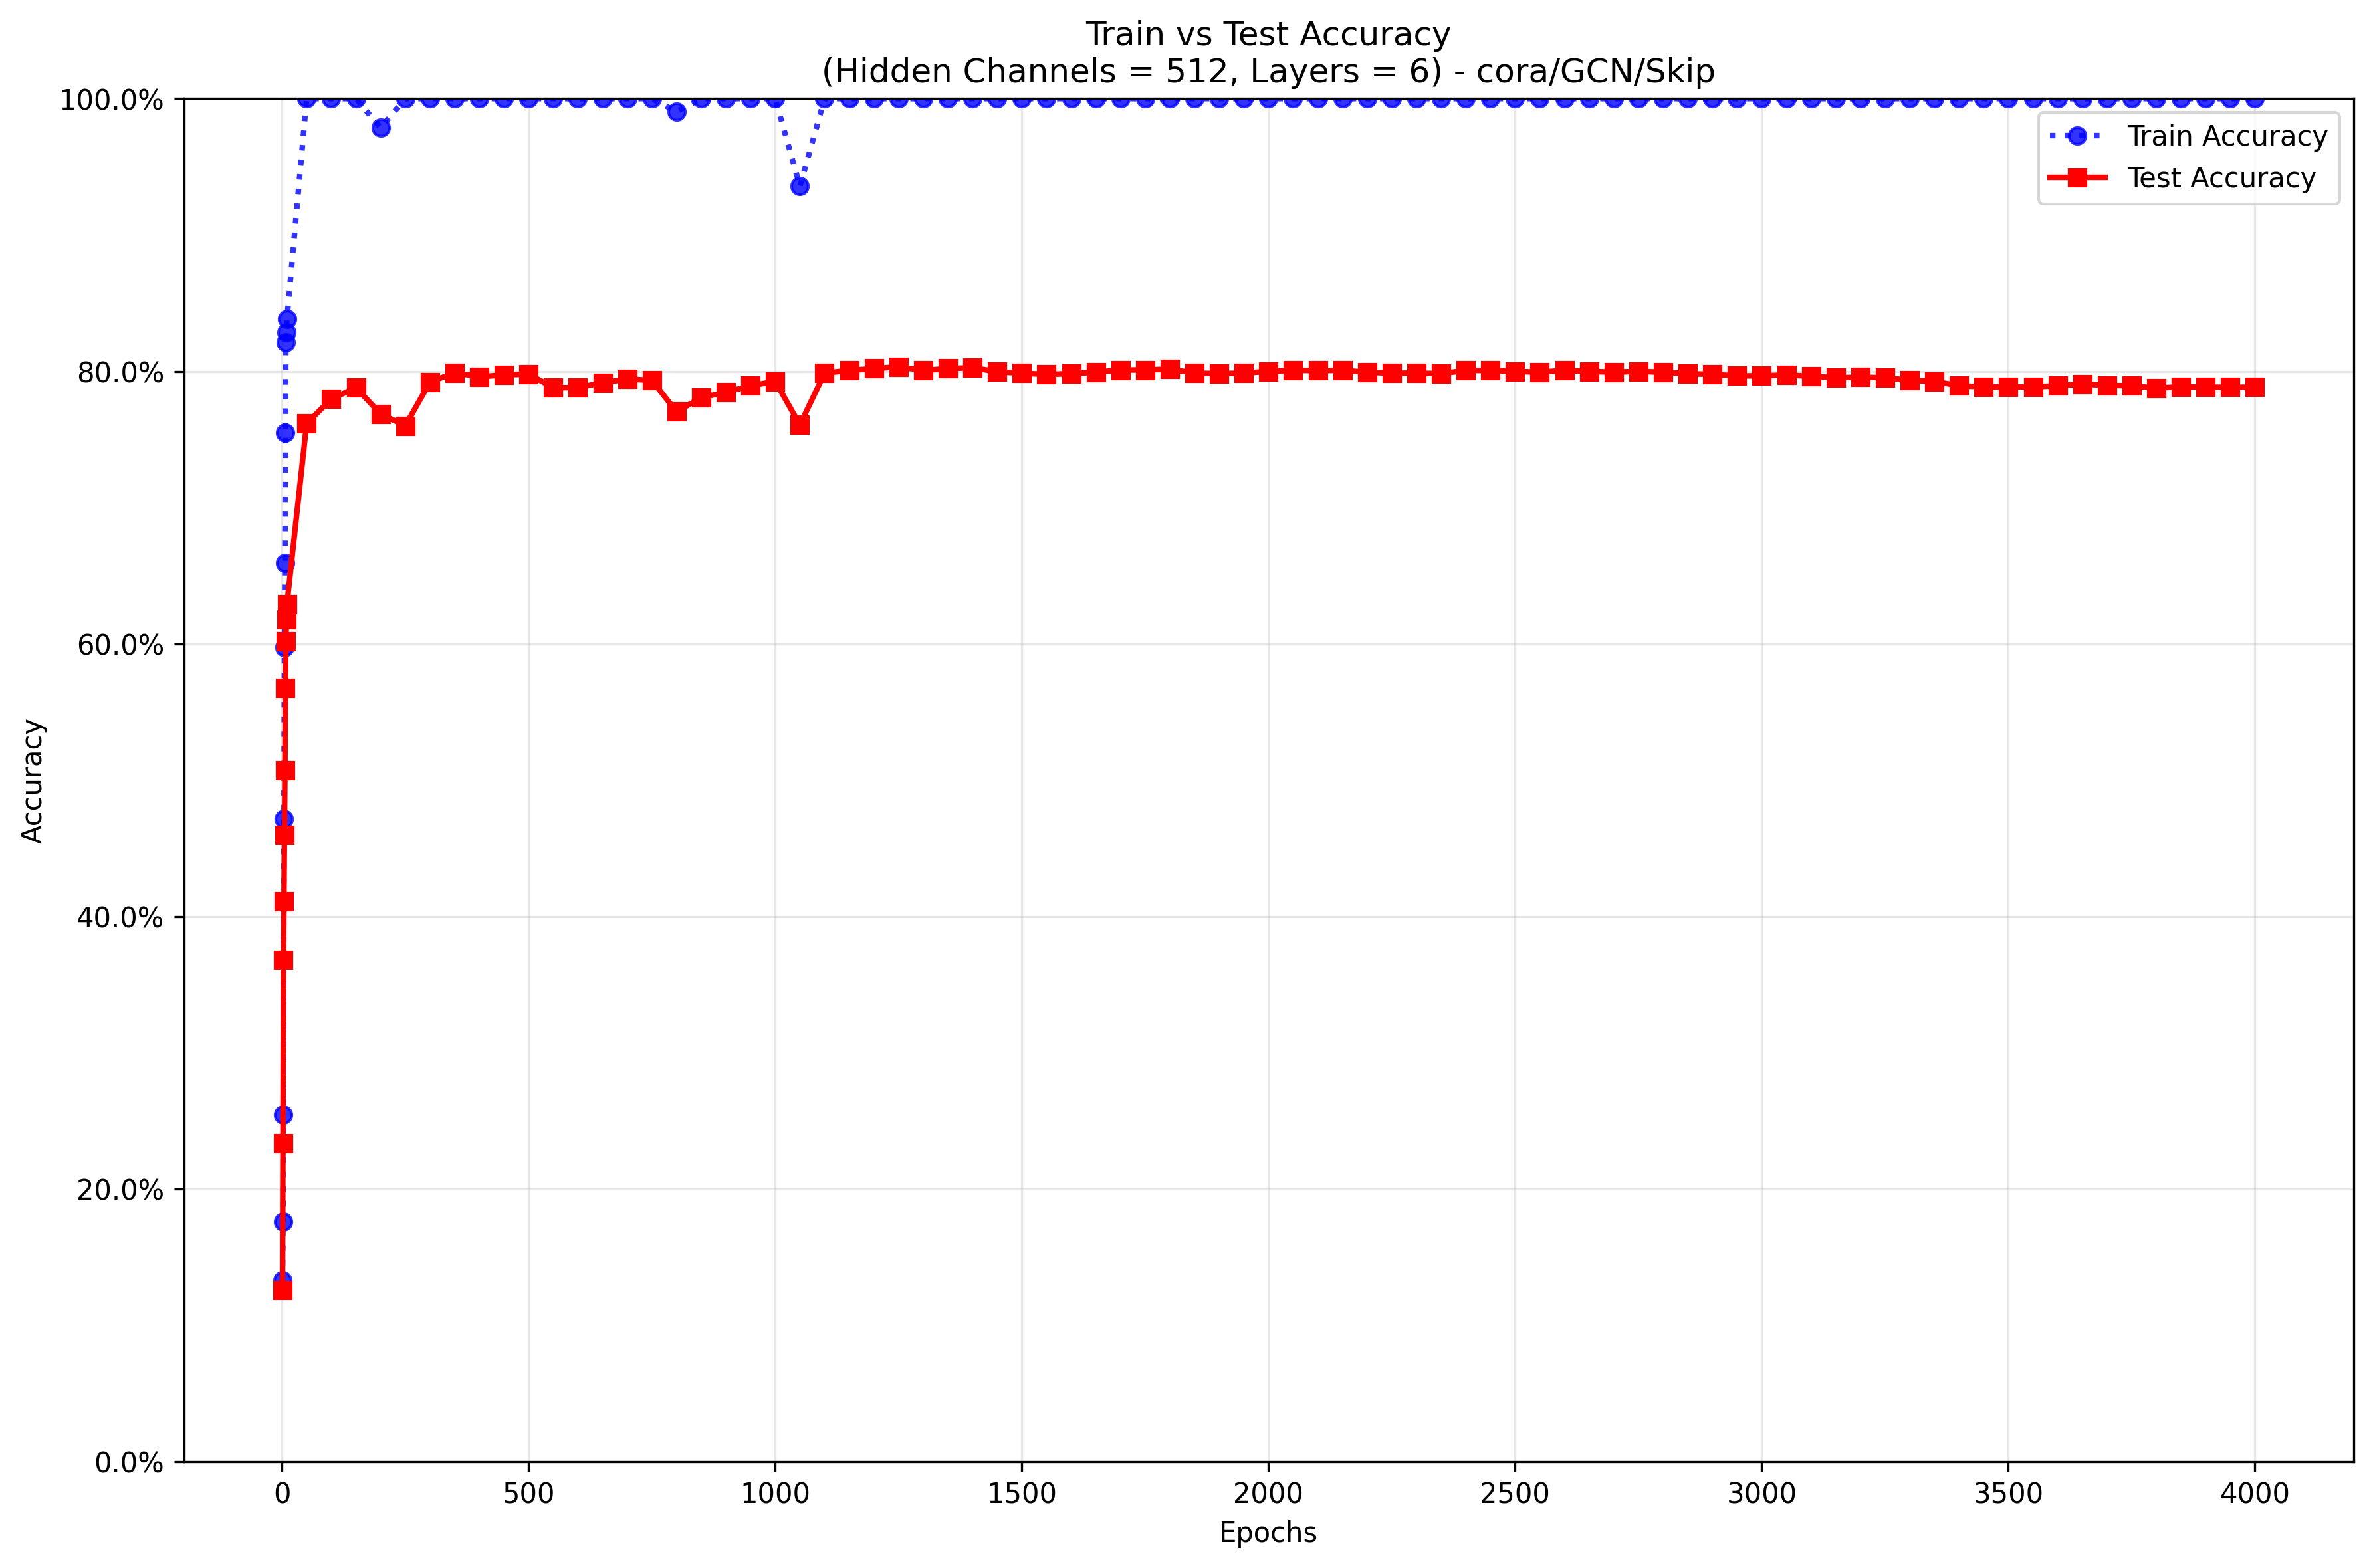 Train vs Test Accuracy
(Hidden Channels = 512, Layers = 6) - cora/GCN/Skip
100.0%
80.0%
60.0%
40.0%
20.0%
0.0%
Accuracy
Train Accuracy
Test Accuracy
0 500 1000 1500 2000 2500 3000 3500 4000
Epochs